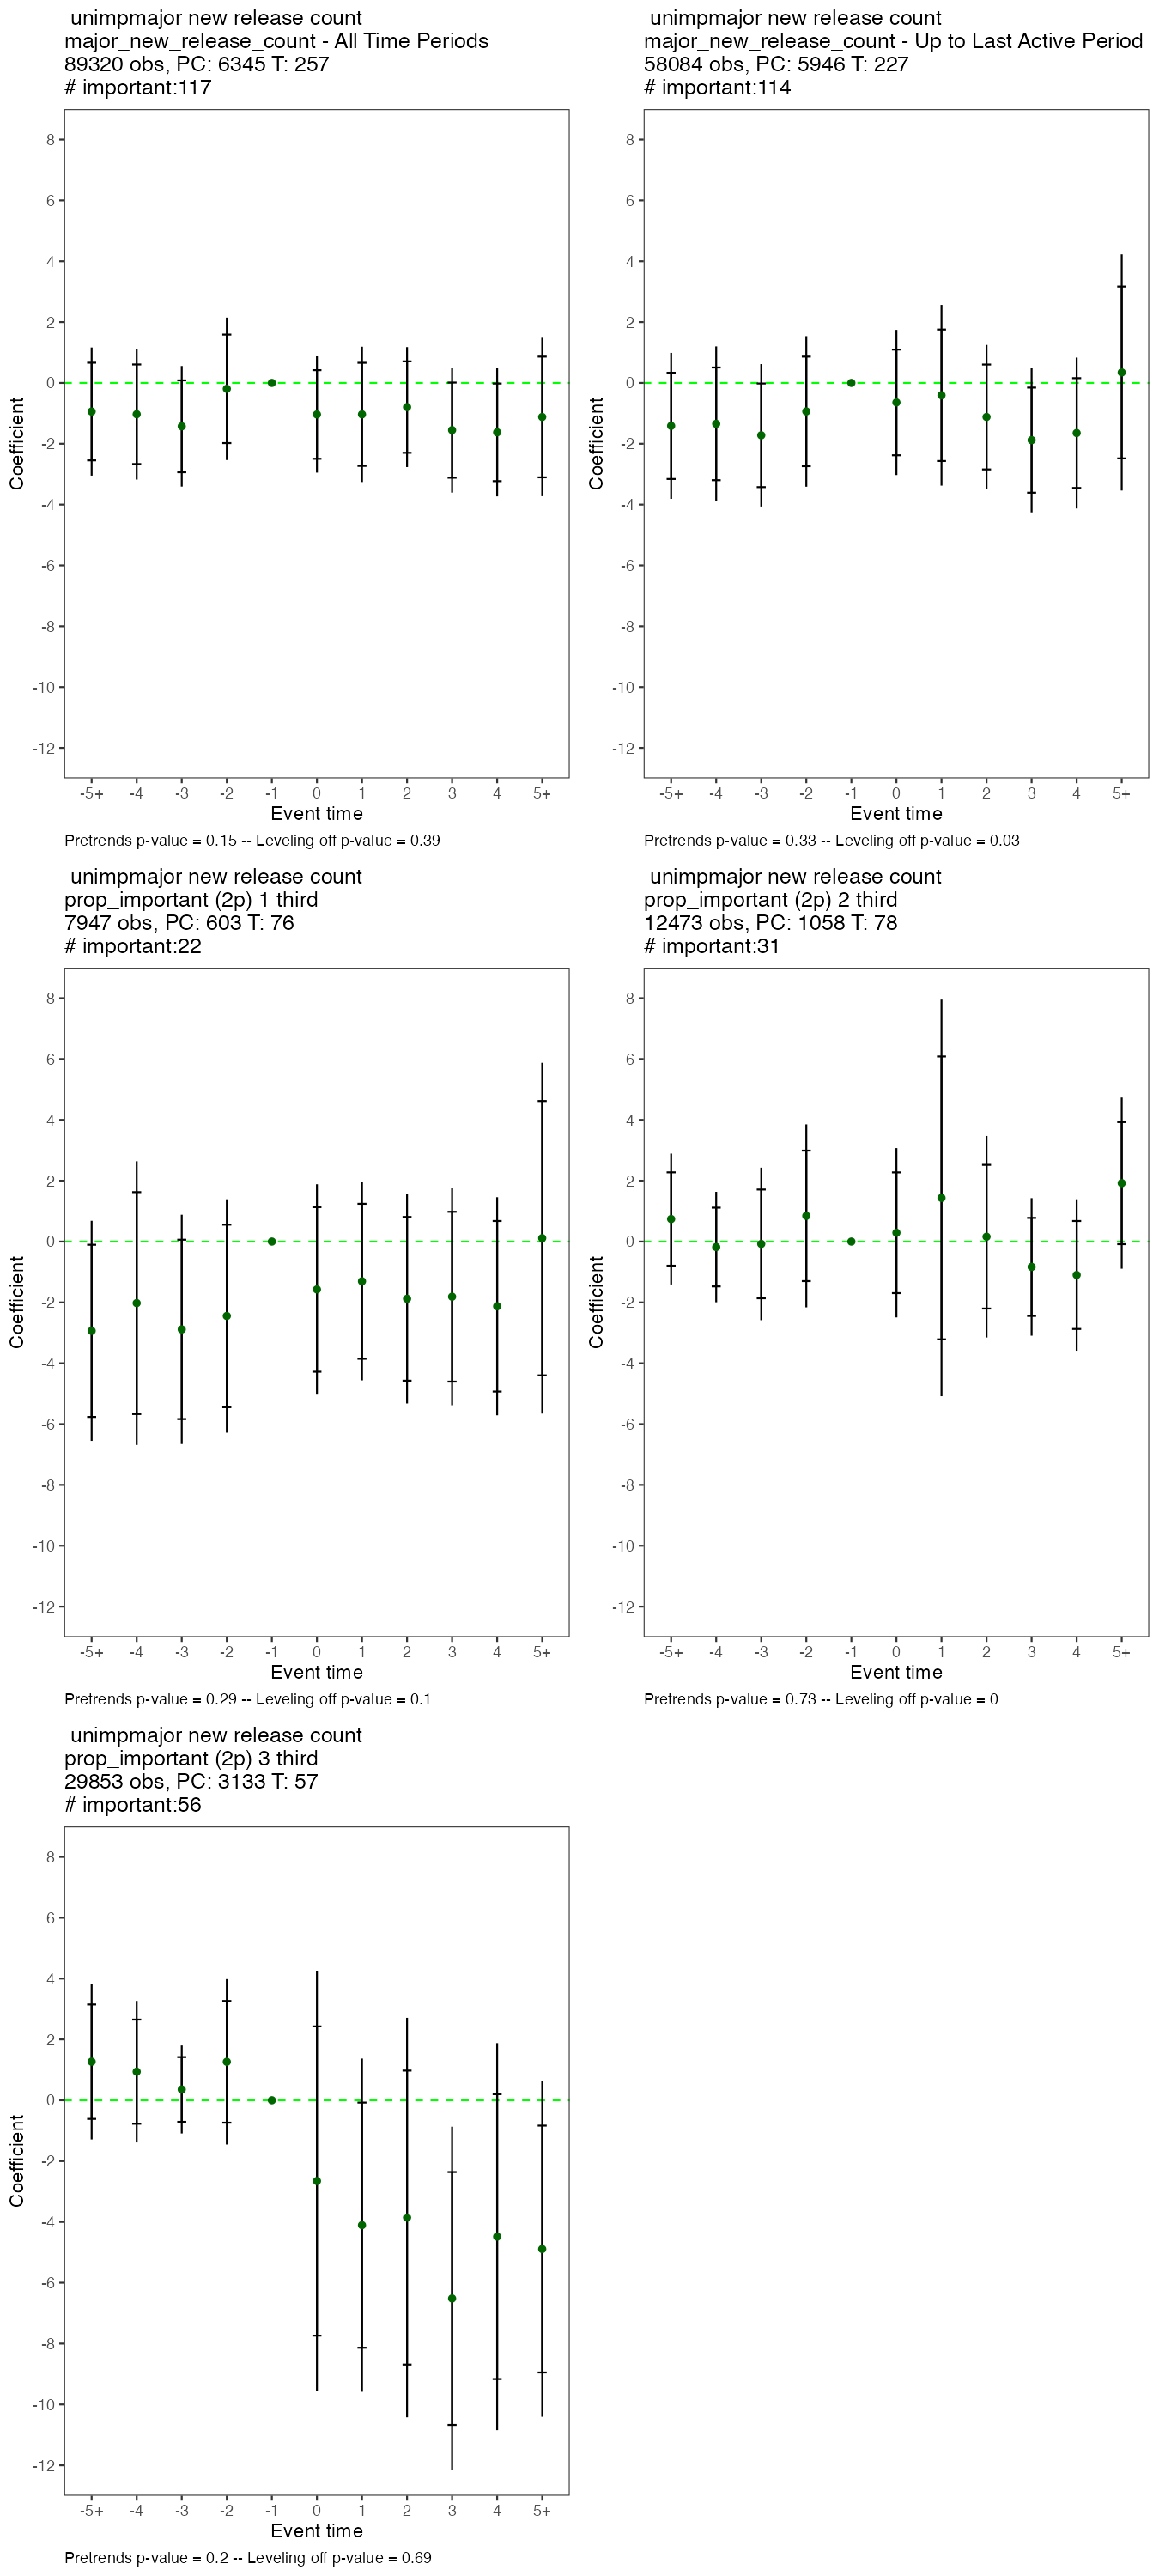 unimpmajor new release count
major_new_release_count - All Time Periods
89320 obs, PC: 6345 T: 257
# important:117
Coefficient
8
6
4
2
0
-2
-4
-6
-8
-10
-12
-5+ -4 -3 -2 -1 0 1 2 3 4 5+
Event time
Pretrends p-value = 0.15 -- Leveling off p-value = 0.39
unimpmajor new release count
major_new_release_count - Up to Last Active Period
58084 obs, PC: 5946 T: 227
# important:114
Coefficient
8
6
4
2
0
-2
-4
-6
-8
-10
-12
-5+ -4 -3 -2 -1 0 1 2 3 4 5+
Event time
Pretrends p-value = 0.33 -- Leveling off p-value = 0.03
unimpmajor new release count
prop_important (2p) 1 third
7947 obs, PC: 603 T: 76
# important:22
Coefficient
8
6
4
2
0
-2
-4
-6
-8
-10
-12
-5+ -4 -3 -2 -1 0 1 2 3 4 5+
Event time
Pretrends p-value = 0.29 -- Leveling off p-value = 0.1
unimpmajor new release count
prop_important (2p) 2 third
12473 obs, PC: 1058 T: 78
# important:31
Coefficient
8
6
4
2
0
-2
-4
-6
-8
-10
-12
-5+ -4 -3 -2 -1 0 1 2 3 4 5+
Event time
Pretrends p-value = 0.73 -- Leveling off p-value = 0
unimpmajor new release count
prop_important (2p) 3 third
29853 obs, PC: 3133 T: 57
# important:56
Coefficient
8
6
4
2
0
-2
-4
-6
-8
-10
-12
-5+ -4 -3 -2 -1 0 1 2 3 4 5+
Event time
Pretrends p-value = 0.2 -- Leveling off p-value = 0.69